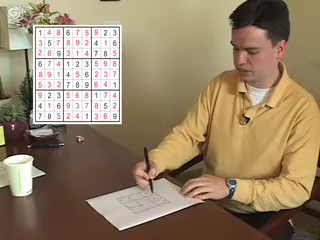 1 4 8 6 7 5 9 2 3
3 5 7 8 9 2 4 1 6
2 6 9 3 1 4 7 8 5
6 7 4 1 2 3 5 9 8
8 9 1 4 5 6 2 3 7
5 3 2 7 8 9 6 4 1
9 2 3 5 6 8 1 7 4
4 1 6 9 3 7 8 5 2
7 8 5 2 4 1 3 6 9